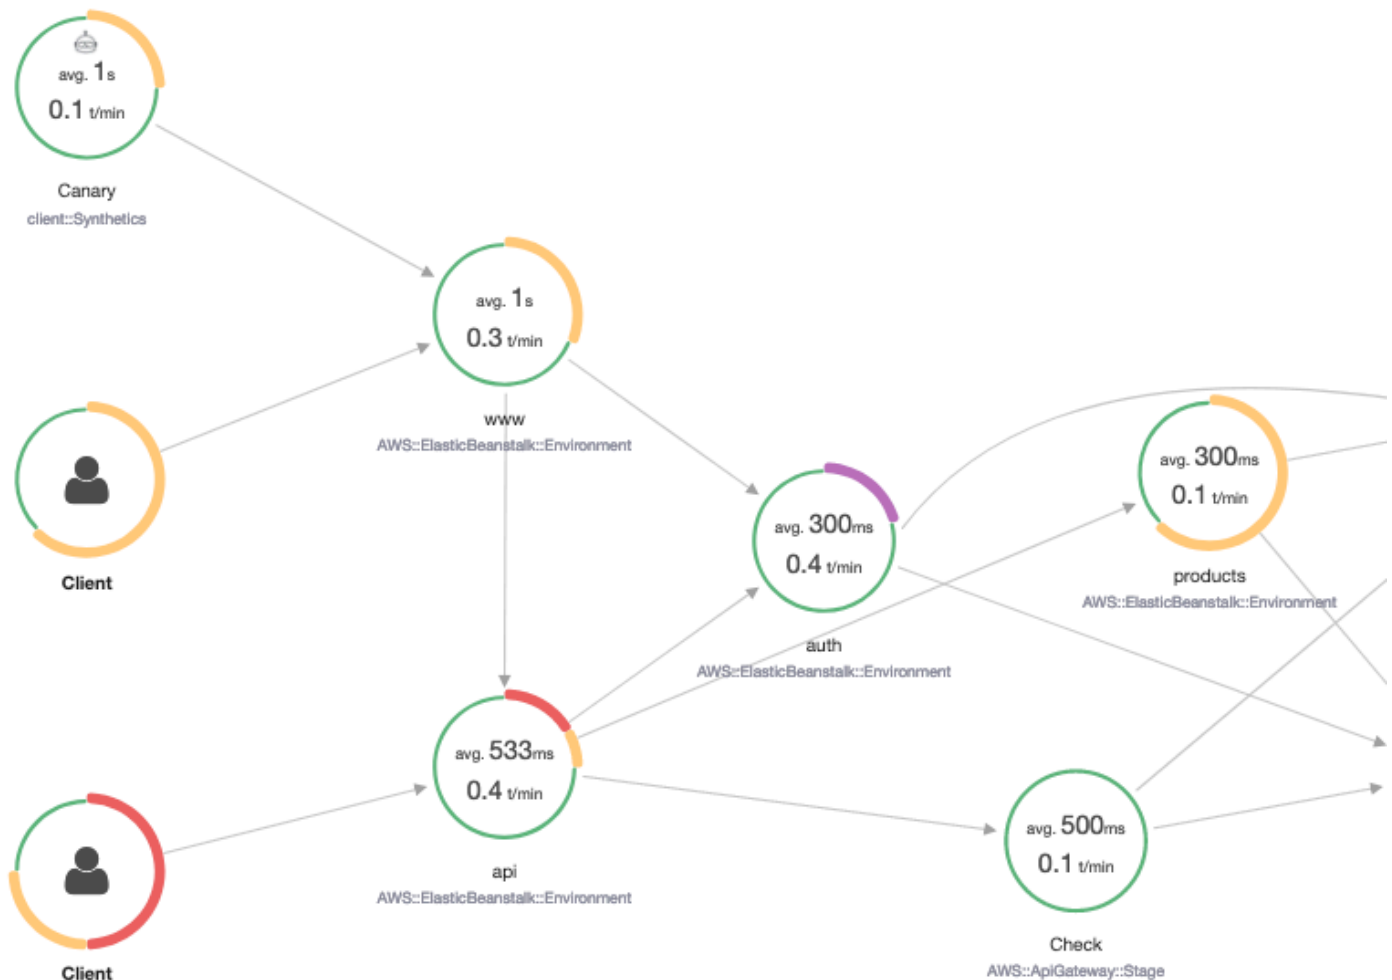 avg. 1s
0.1 t/min
Canary
client::Synthetics
avg. 1s
0.3 t/min
www
AWS::ElasticBeanstalk::Environment
Client
avg. 300ms
0.4 t/min
auth
AWS::ElasticBeanstalk::Environment
avg. 300ms
0.1 t/min
products
AWS::ElasticBeanstalk::Environment
avg. 533ms
0.4 t/min
api
AWS::ElasticBeanstalk::Environment
avg. 500ms
0.1 t/min
Check
AWS::ApiGateway::Stage
Client